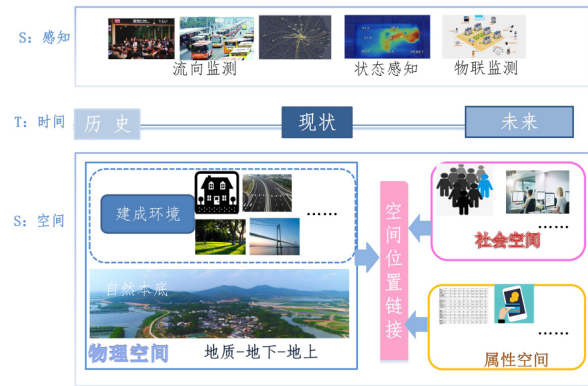 S：感知
流向监测
状态感知
物联监测
T：时间
历 史
现状
未来
S：空间
建成环境
......
自然本底
物理空间
地质-地下-地上
空间位置链接
......
社会空间
......
属性空间